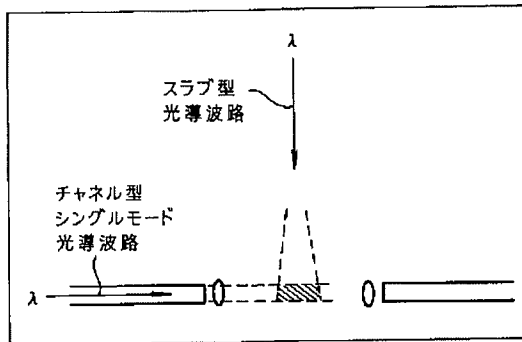 λ
スラブ型
光導波路
チャネル型
シングルモード
光導波路
λ